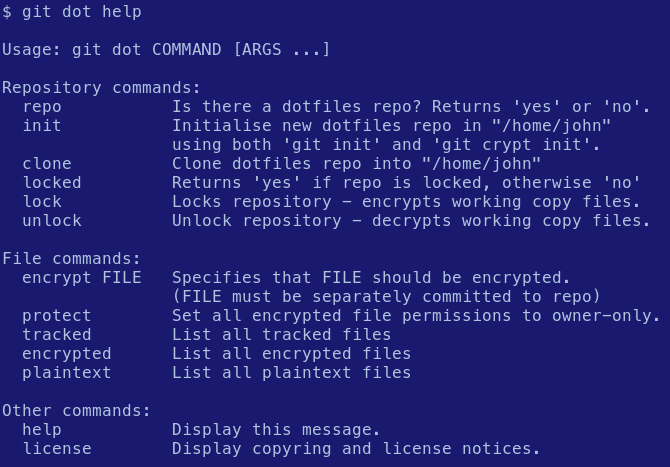 $ git dot help
Usage: git dot COMMAND [ARGS ...]
Repository commands:
repo Is there a dotfiles repo? Returns 'yes' or 'no'.
init Initialise new dotfiles repo in "/home/john"
using both 'git init' and 'git crypt init'.
clone Clone dotfiles repo into "/home/john"
locked Returns 'yes' if repo is locked, otherwise 'no'
lock Locks repository – encrypts working copy files.
unlock Unlock repository – decrypts working copy files.
File commands:
encrypt FILE Specifies that FILE should be encrypted.
(FILE must be separately committed to repo)
protect Set all encrypted file permissions to owner–only.
tracked List all tracked files
encrypted List all encrypted files
plaintext List all plaintext files
Other commands:
help Display this message.
license Display copyring and license notices.